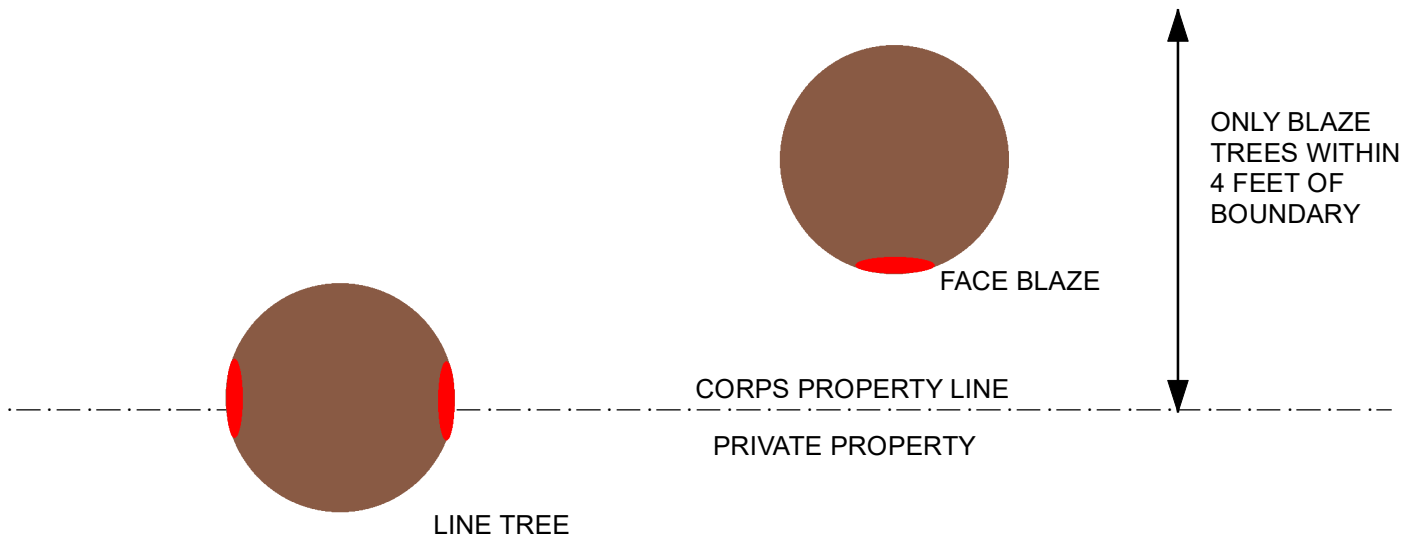 ONLY BLAZE
TREES WITHIN
4 FEET OF
BOUNDARY
FACE BLAZE
CORPS PROPERTY LINE
PRIVATE PROPERTY
LINE TREE